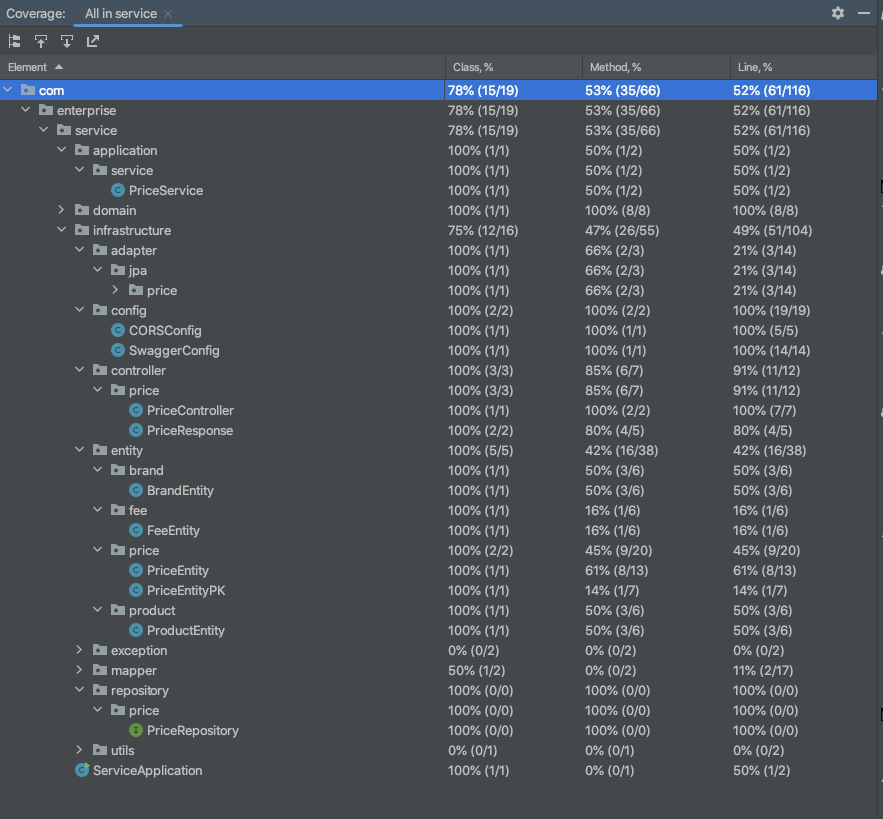 Coverage: All in service
Element Class, % Method, % Line, %
com 78% (15/19) 53% (35/66) 52% (61/116)
enterprise 78% (15/19) 53% (35/66) 52% (61/116)
service 78% (15/19) 53% (35/66) 52% (61/116)
application 100% (1/1) 50% (1/2) 50% (1/2)
service 100% (1/1) 50% (1/2) 50% (1/2)
PriceService 100% (1/1) 50% (1/2) 50% (1/2)
domain 100% (1/1) 100% (8/8) 100% (8/8)
infrastructure 75% (12/16) 47% (26/55) 49% (51/104)
adapter 100% (1/1) 66% (2/3) 21% (3/14)
jpa 100% (1/1) 66% (2/3) 21% (3/14)
price 100% (1/1) 66% (2/3) 21% (3/14)
config 100% (2/2) 100% (2/2) 100% (19/19)
CORSConfig 100% (1/1) 100% (1/1) 100% (5/5)
SwaggerConfig 100% (1/1) 100% (1/1) 100% (14/14)
controller 100% (3/3) 85% (6/7) 91% (11/12)
price 100% (3/3) 85% (6/7) 91% (11/12)
PriceController 100% (1/1) 100% (2/2) 100% (7/7)
PriceResponse 100% (2/2) 80% (4/5) 80% (4/5)
entity 100% (5/5) 42% (16/38) 42% (16/38)
brand 100% (1/1) 50% (3/6) 50% (3/6)
BrandEntity 100% (1/1) 50% (3/6) 50% (3/6)
fee 100% (1/1) 16% (1/6) 16% (1/6)
FeeEntity 100% (1/1) 16% (1/6) 16% (1/6)
price 100% (2/2) 45% (9/20) 45% (9/20)
PriceEntity 100% (1/1) 61% (8/13) 61% (8/13)
PriceEntityPK 100% (1/1) 14% (1/7) 14% (1/7)
product 100% (1/1) 50% (3/6) 50% (3/6)
ProductEntity 100% (1/1) 50% (3/6) 50% (3/6)
exception 0% (0/2) 0% (0/2) 0% (0/2)
mapper 50% (1/2) 0% (0/2) 11% (2/17)
repository 100% (0/0) 100% (0/0) 100% (0/0)
price 100% (0/0) 100% (0/0) 100% (0/0)
PriceRepository 100% (0/0) 100% (0/0) 100% (0/0)
utils 0% (0/1) 0% (0/1) 0% (0/2)
ServiceApplication 100% (1/1) 0% (0/1) 50% (1/2)